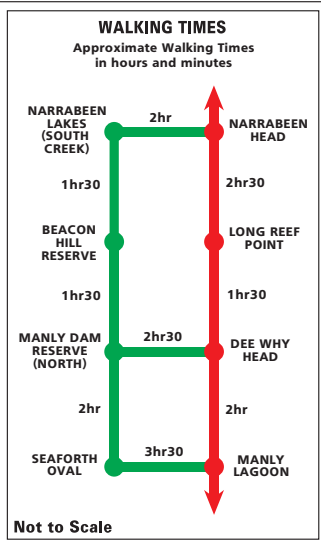 WALKING TIMES
Approximate Walking Times
in hours and minutes
NARRABEEN
LAKES
(SOUTH
CREEK)
2hr
NARRABEEN
HEAD
1hr30
2hr30
BEACON
HILL
RESERVE
LONG REEF
POINT
1hr30
1hr30
MANLY DAM
RESERVE
(NORTH)
2hr30
DEE WHY
HEAD
2hr
2hr
SEAFORTH
OVAL
3hr30
MANLY
LAGOON
Not to Scale